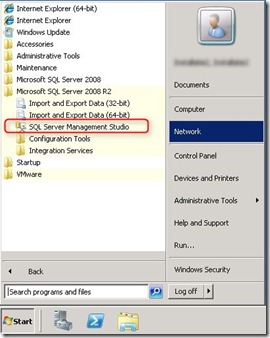 Internet Explorer (64-bit)
Internet Explorer
Windows Update
Accessories
Administrative Tools
Maintenance
Microsoft SQL Server 2008
Microsoft SQL Server 2008 R2
Import and Export Data (32-bit)
Import and Export Data (64-bit)
SQL Server Management Studio
Configuration Tools
Integration Services
Startup
VMware
Back
Search programs and files
Documents
Computer
Network
Control Panel
Devices and Printers
Administrative Tools
Help and Support
Run...
Windows Security
Log off
Start